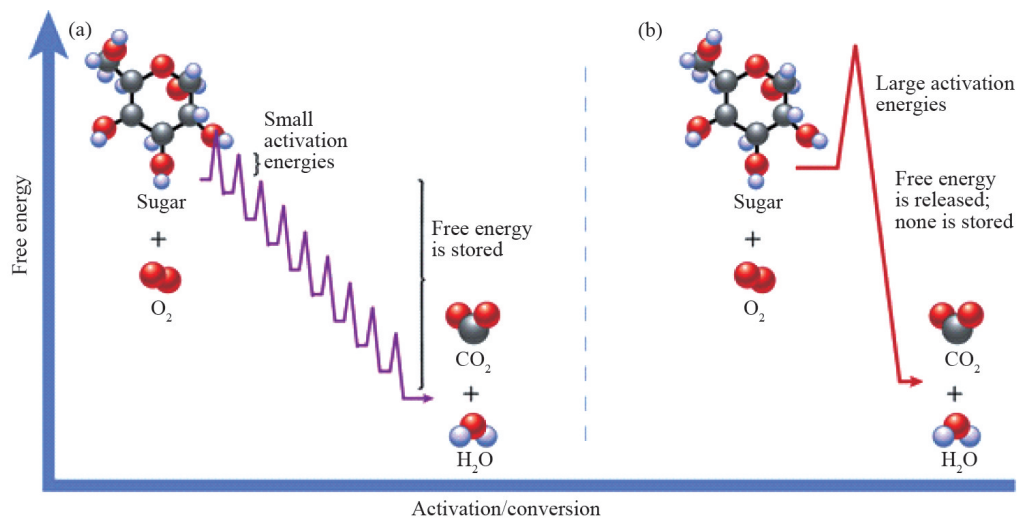 (a)
Small
activation
energies
Sugar
+
O₂
Free energy
is stored
CO₂
+
H₂O
(b)
Large activation
energies
Sugar
+
O₂
Free energy
is released;
none is stored
CO₂
+
H₂O
Free energy
Activation/conversion